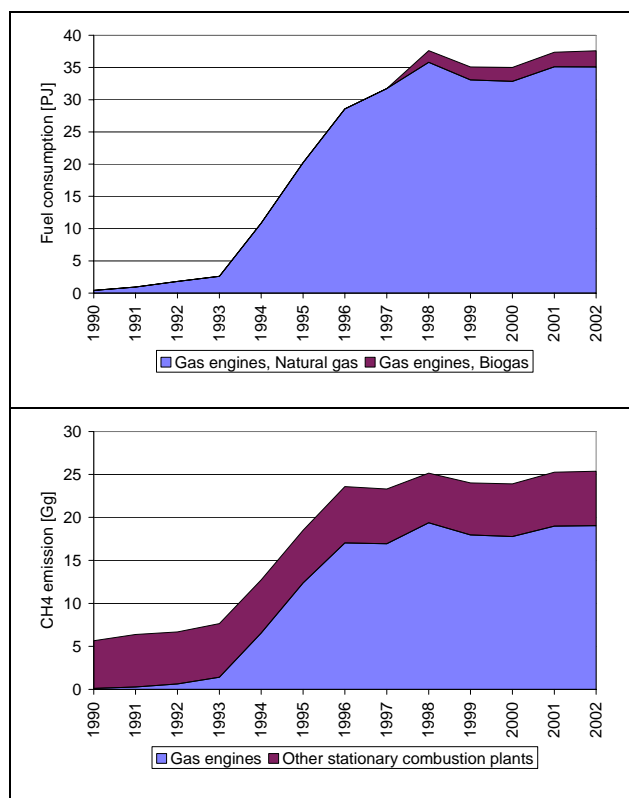 Fuel consumption [PJ]
40
35
30
25
20
15
10
5
0
1990 1991 1992 1993 1994 1995 1996 1997 1998 1999 2000 2001 2002
Gas engines, Natural gas Gas engines, Biogas
CH4 emission [Gg]
30
25
20
15
10
5
0
1990 1991 1992 1993 1994 1995 1996 1997 1998 1999 2000 2001 2002
Gas engines Other stationary combustion plants